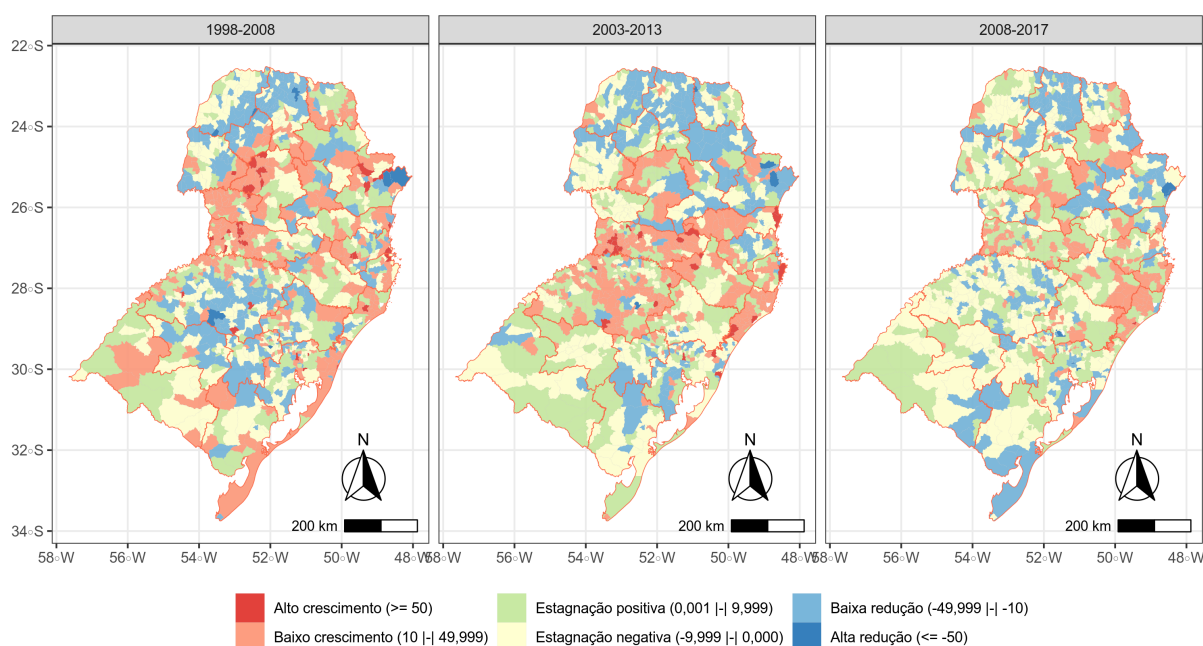 1998-2008 2003-2013 2008-2017
22°S
24°S
26°S
28°S
30°S
32°S
34°S
N N N
200 km 200 km 200 km
58°W 56°W 54°W 52°W 50°W 48°W 58°W 56°W 54°W 52°W 50°W 48°W 58°W 56°W 54°W 52°W 50°W 48°W
Alto crescimento (>= 50) Estagnação positiva (0,001 |-| 9,999) Baixa redução (-49,999 |-| -10)
Baixo crescimento (10 |-| 49,999) Estagnação negativa (-9,999 |-| 0,000) Alta redução (<= -50)